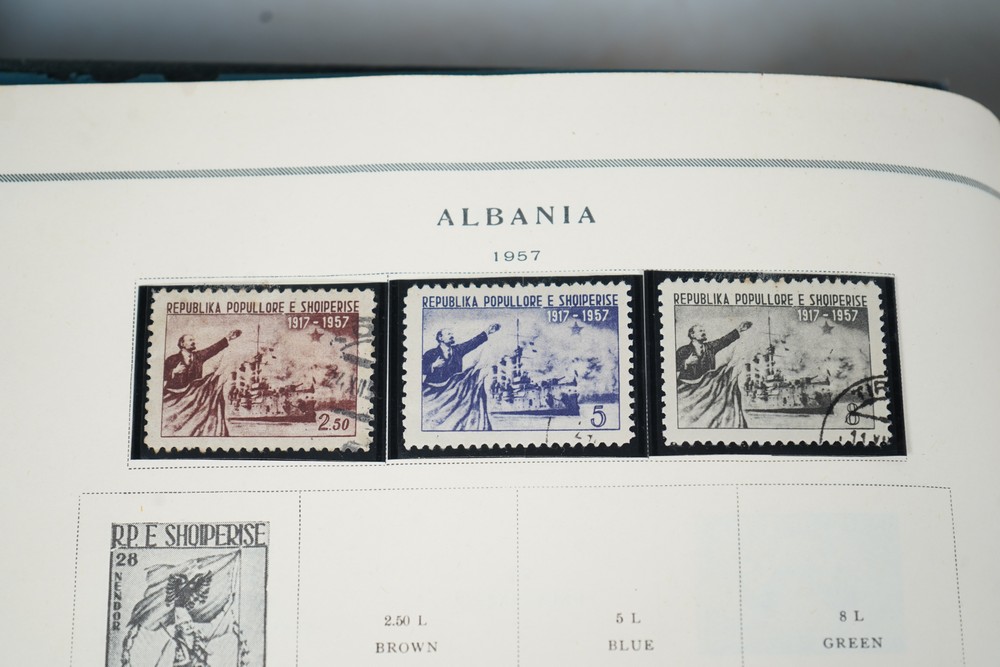 ALBANIA
1957
REPUBLIKA POPULLORE E SHQIPERISE
1917-1957
2.50
REPUBLIKA POPULLORE E SHQIPERISE
1917-1957
5
REPUBLIKA POPULLORE E SHQIPERISE
1917-1957
8
R.P. E SHQIPERISE
28
NENDOR
2.50 L
BROWN
5 L
BLUE
8 L
GREEN